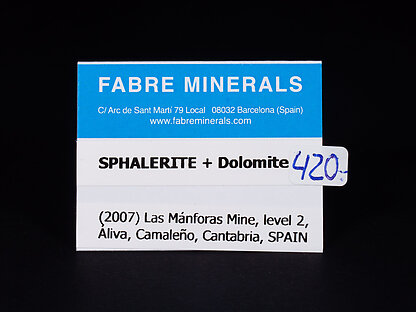 FABRE MINERALS
C/ Arc de Sant Martí 79 Local 08032 Barcelona (Spain)
www.fabreminerals.com
SPHALERITE + Dolomite 420.-
(2007) Las Mánforas Mine, level 2,
Áliva, Camaleño, Cantabria, SPAIN